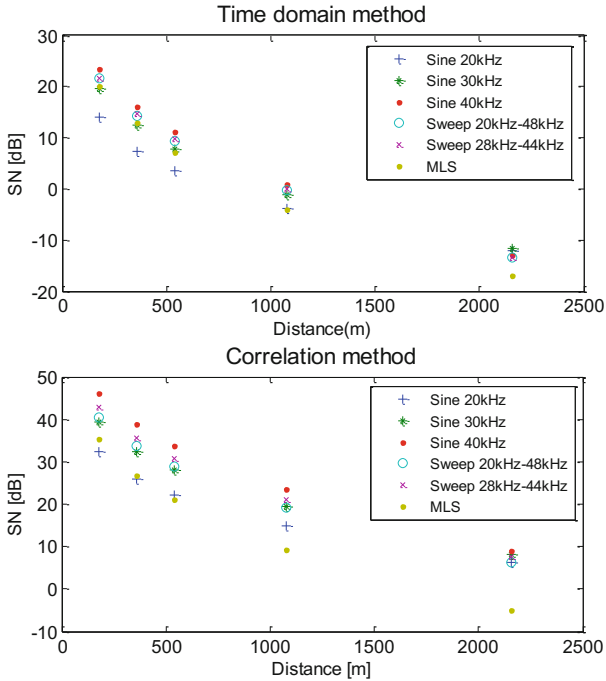 Time domain method
SN [dB]
30
20
10
0
-10
-20
Sine 20kHz
Sine 30kHz
Sine 40kHz
Sweep 20kHz-48kHz
Sweep 28kHz-44kHz
MLS
0 500 1000 1500 2000 2500
Distance(m)
Correlation method
SN [dB]
50
40
30
20
10
0
-10
Sine 20kHz
Sine 30kHz
Sine 40kHz
Sweep 20kHz-48kHz
Sweep 28kHz-44kHz
MLS
0 500 1000 1500 2000 2500
Distance [m]